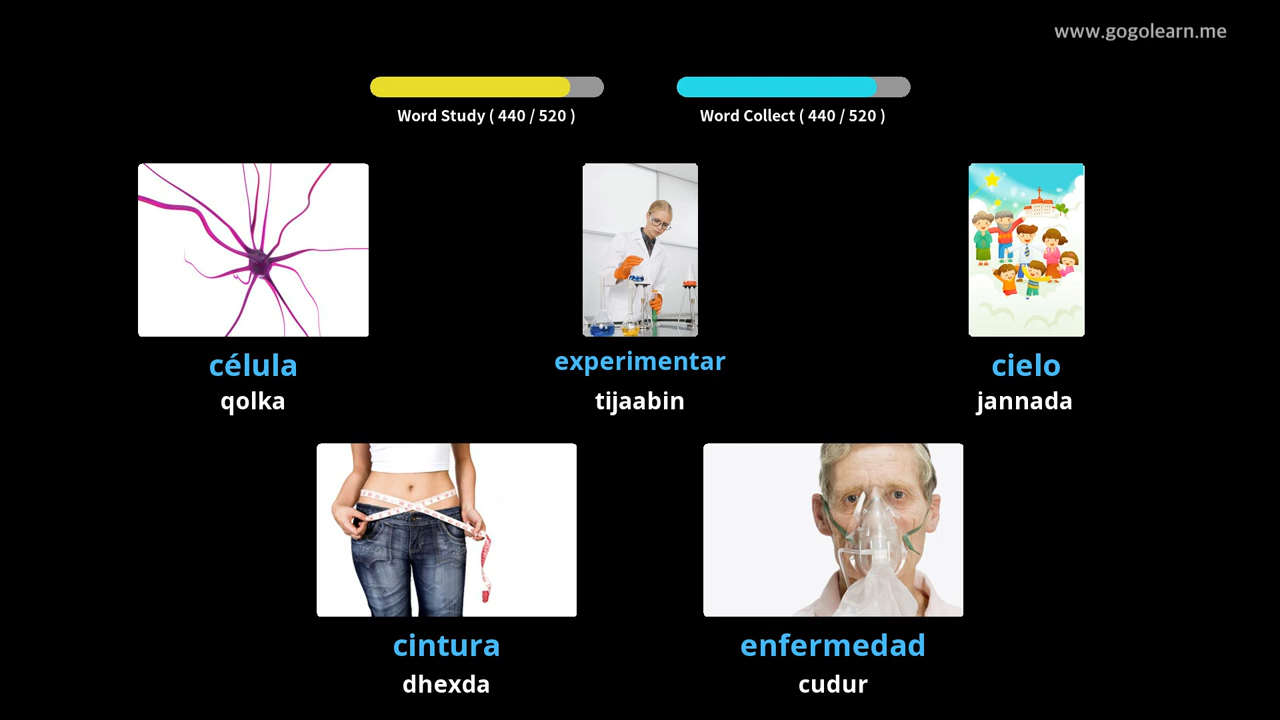 www.gogolearn.me
Word Study ( 440 / 520 )
Word Collect ( 440 / 520 )
célula
qolka
experimentar
tijaabin
cielo
jannada
cintura
dhexda
enfermedad
cudur